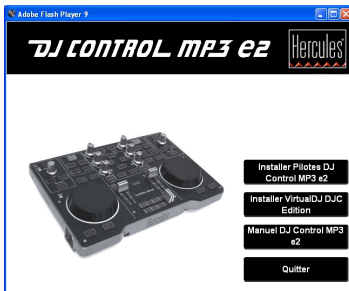 Adobe Flash Player 9
DJ CONTROL MP3 e2
Hercules
Installer Pilotes DJ
Control MP3 e2
Installer VirtualDJ DJC
Edition
Manuel DJ Control MP3
e2
Quitter